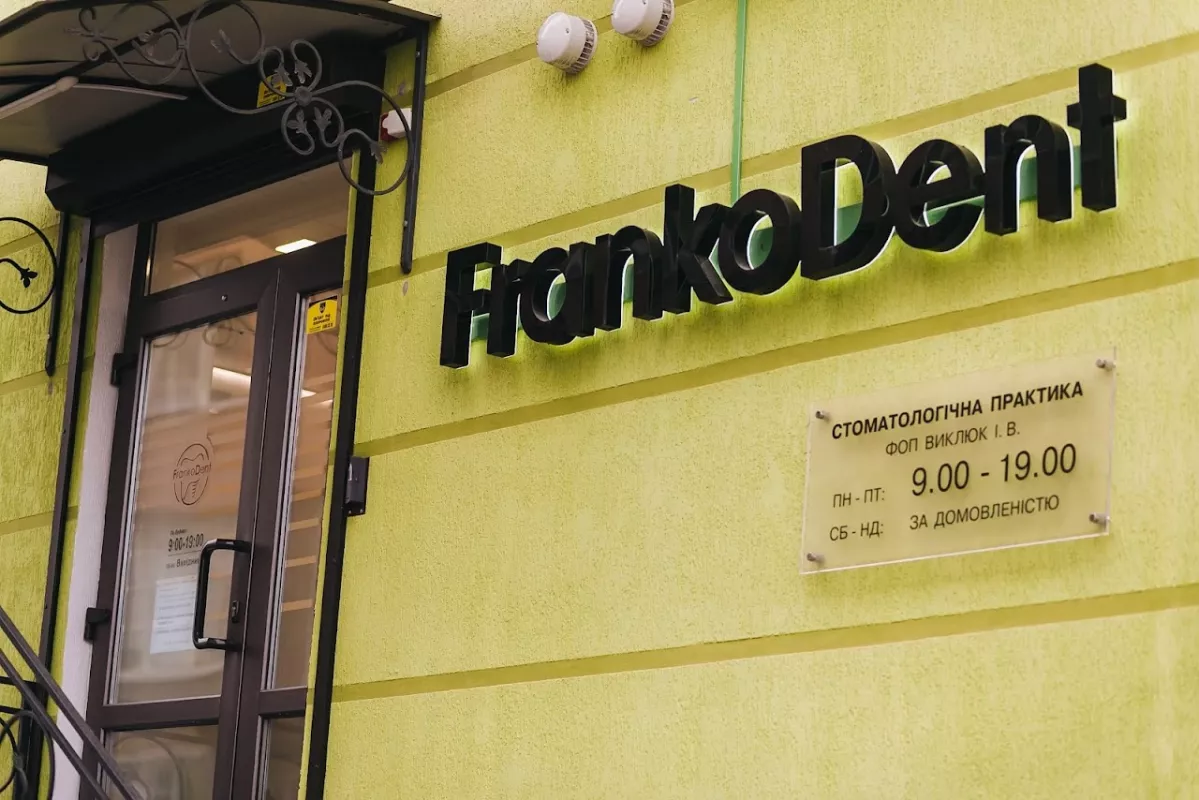 FrankoDent
СТОМАТОЛОГІЧНА ПРАКТИКА
ФОП ВИКЛЮК І. В.
ПН - ПТ: 9.00 - 19.00
СБ - НД: ЗА ДОМОВЛЕНІСТЮ
FrankoDent
9:00-19:00